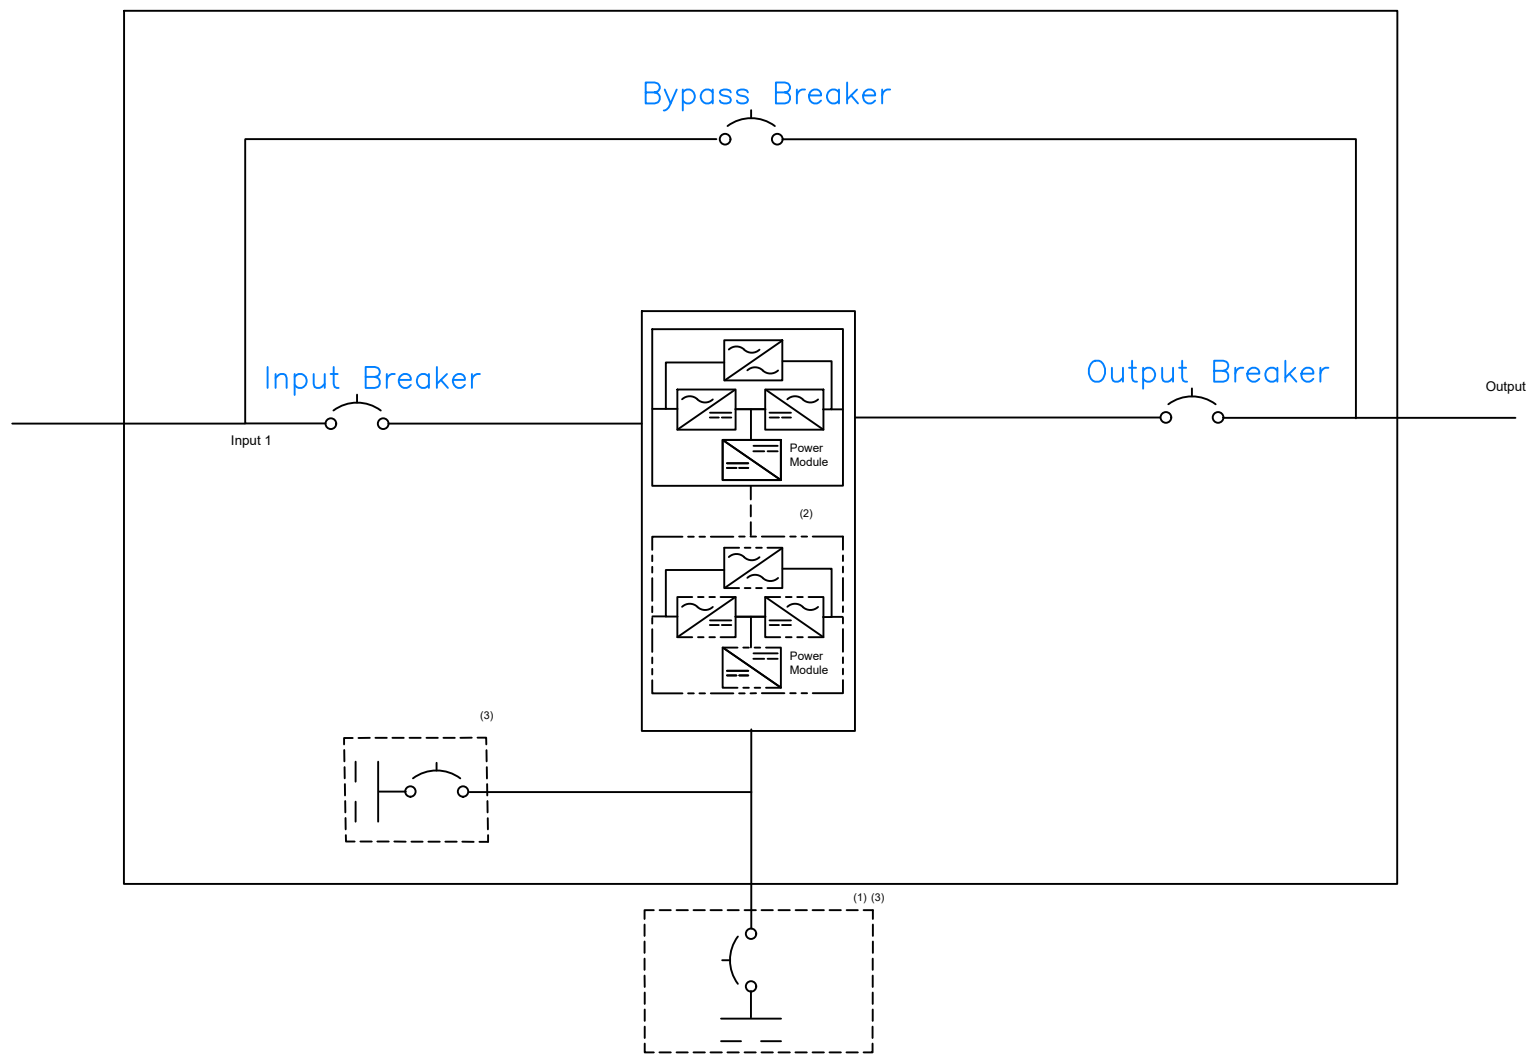 Bypass Breaker
Input Breaker
Output Breaker
Output
Input 1
Power
Module
(2)
Power
Module
(3)
(1) (3)